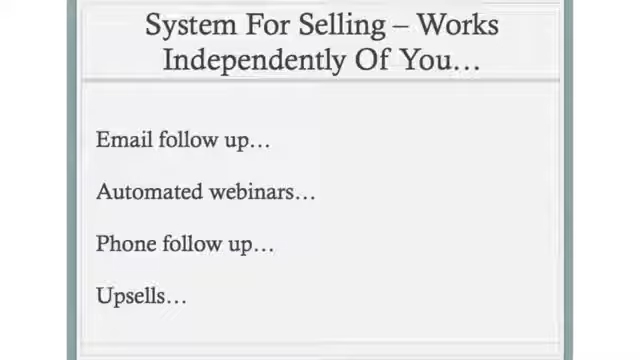 System For Selling – Works
Independently Of You…
Email follow up…
Automated webinars…
Phone follow up…
Upsells…